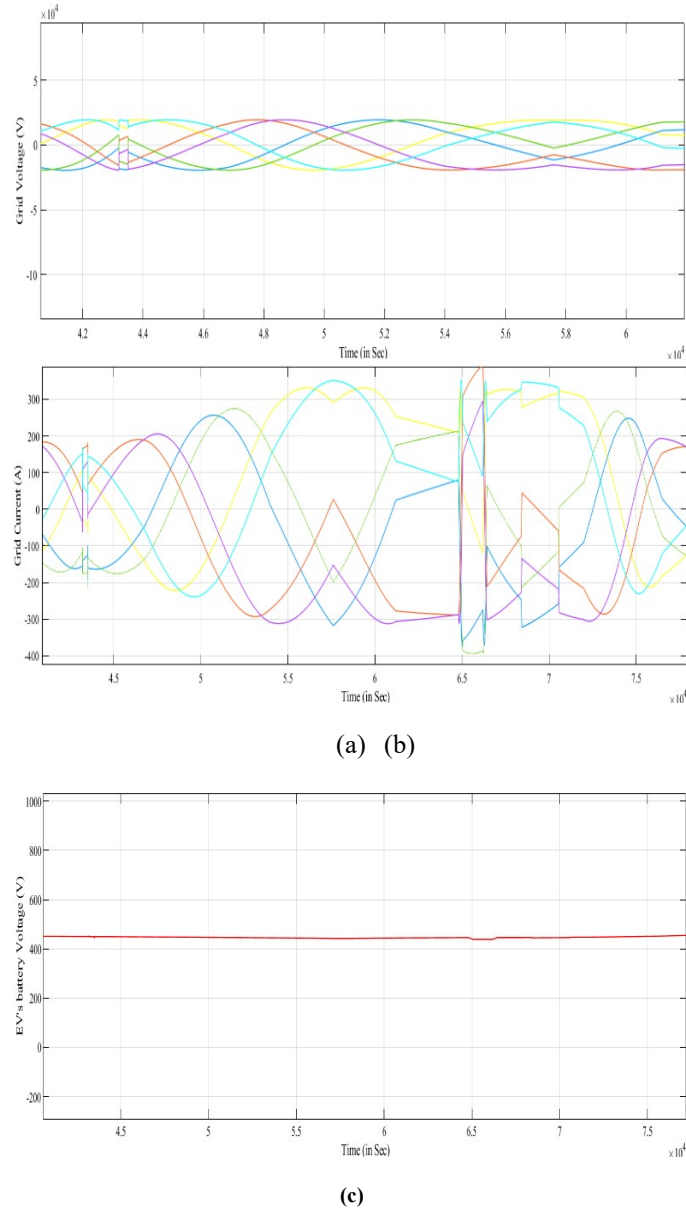 ×10⁴
5
0
-5
-10
Grid Voltage (V)
4.2 4.4 4.6 4.8 5 5.2 5.4 5.6 5.8 6
Time (in Sec)
×10⁴
300
200
100
0
-100
-200
-300
-400
Grid Current (A)
4.5 5 5.5 6 6.5 7 7.5
Time (in Sec)
×10⁴
(a) (b)
1000
800
600
400
200
0
-200
EV's battery Voltage (V)
4.5 5 5.5 6 6.5 7 7.5
Time (in Sec)
×10⁴
(c)